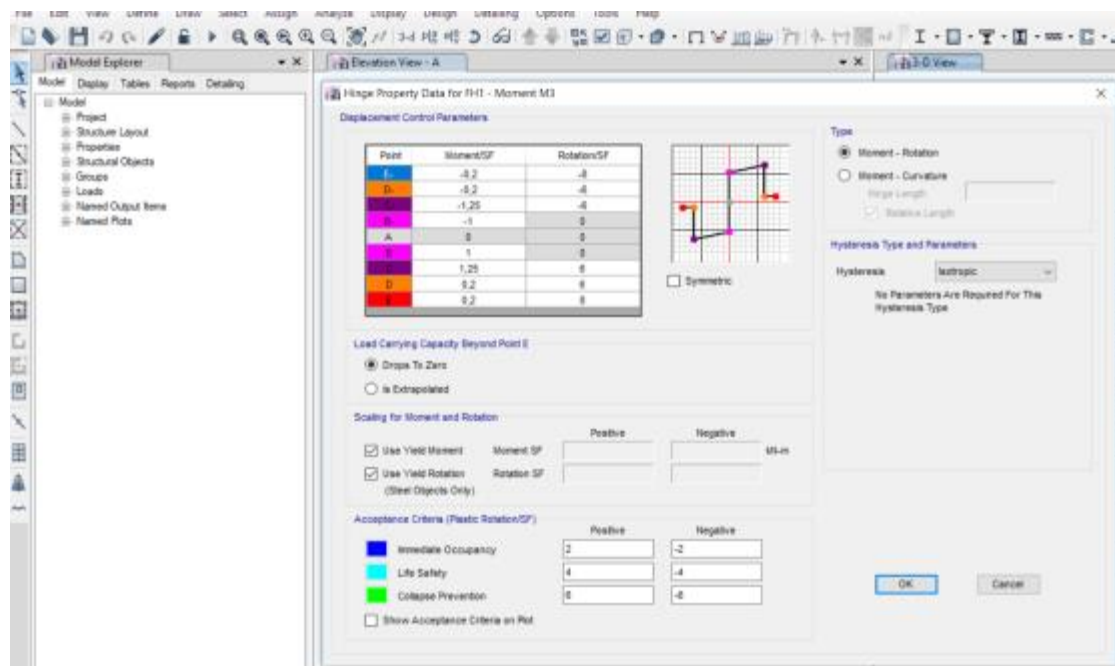 File Edit View Define Draw Select Assign Analyze Display Design Detailing Options Tools Help
Model Explorer
Elevation View - A
3-D View
Model Display Tables Reports Detailing
Model
Project
Structure Layout
Properties
Structural Objects
Groups
Loads
Named Output Items
Named Plots
Hinge Property Data for FH1 - Moment M3
Displacement Control Parameters
Point Moment/SF Rotation/SF
E- -0,2 -8
D- -0,2 -6
-1,25 -6
B- -1 0
A 0 0
B 1 0
1,25 6
D 0,2 6
E 0,2 8
Symmetric
Load Carrying Capacity Beyond Point E
Drops To Zero
Is Extrapolated
Scaling for Moment and Rotation
Positive Negative
Use Yield Moment Moment SF
Use Yield Rotation Rotation SF
(Steel Objects Only)
Acceptance Criteria (Plastic Rotation/SF)
Positive Negative
Immediate Occupancy 2 -2
Life Safety 4 -4
Collapse Prevention 6 -6
Show Acceptance Criteria on Plot
Type
Moment - Rotation
Moment - Curvature
Hinge Length
Relative Length
Hysteresis Type and Parameters
Hysteresis Isotropic
No Parameters Are Required For This
Hysteresis Type
OK Cancel